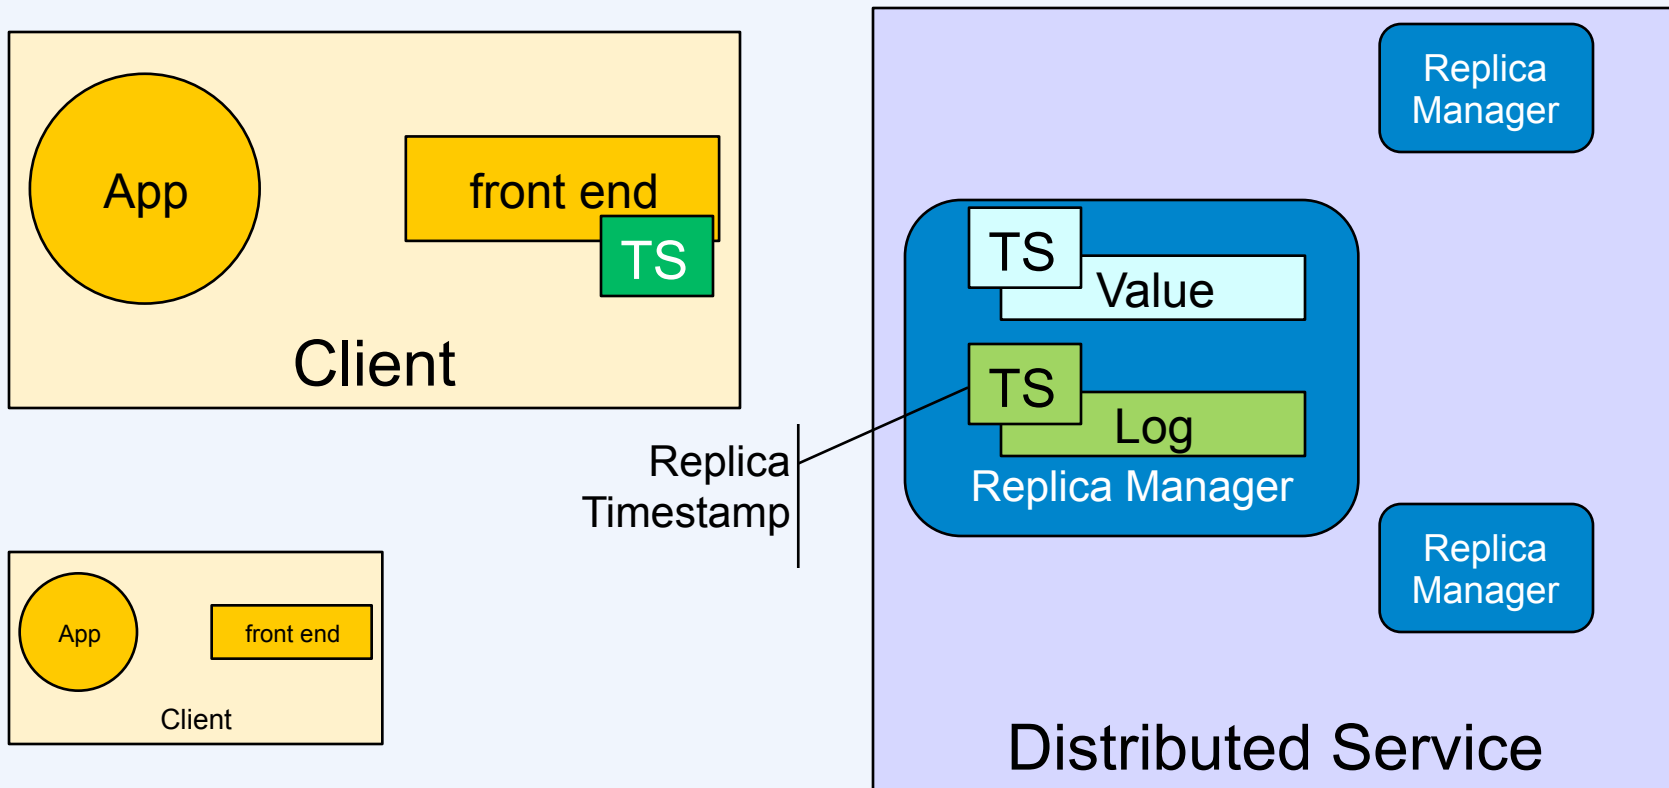 App
front end
TS
Client
Replica
Timestamp
App
front end
Client
Replica
Manager
TS
Value
TS
Log
Replica Manager
Replica
Manager
Distributed Service